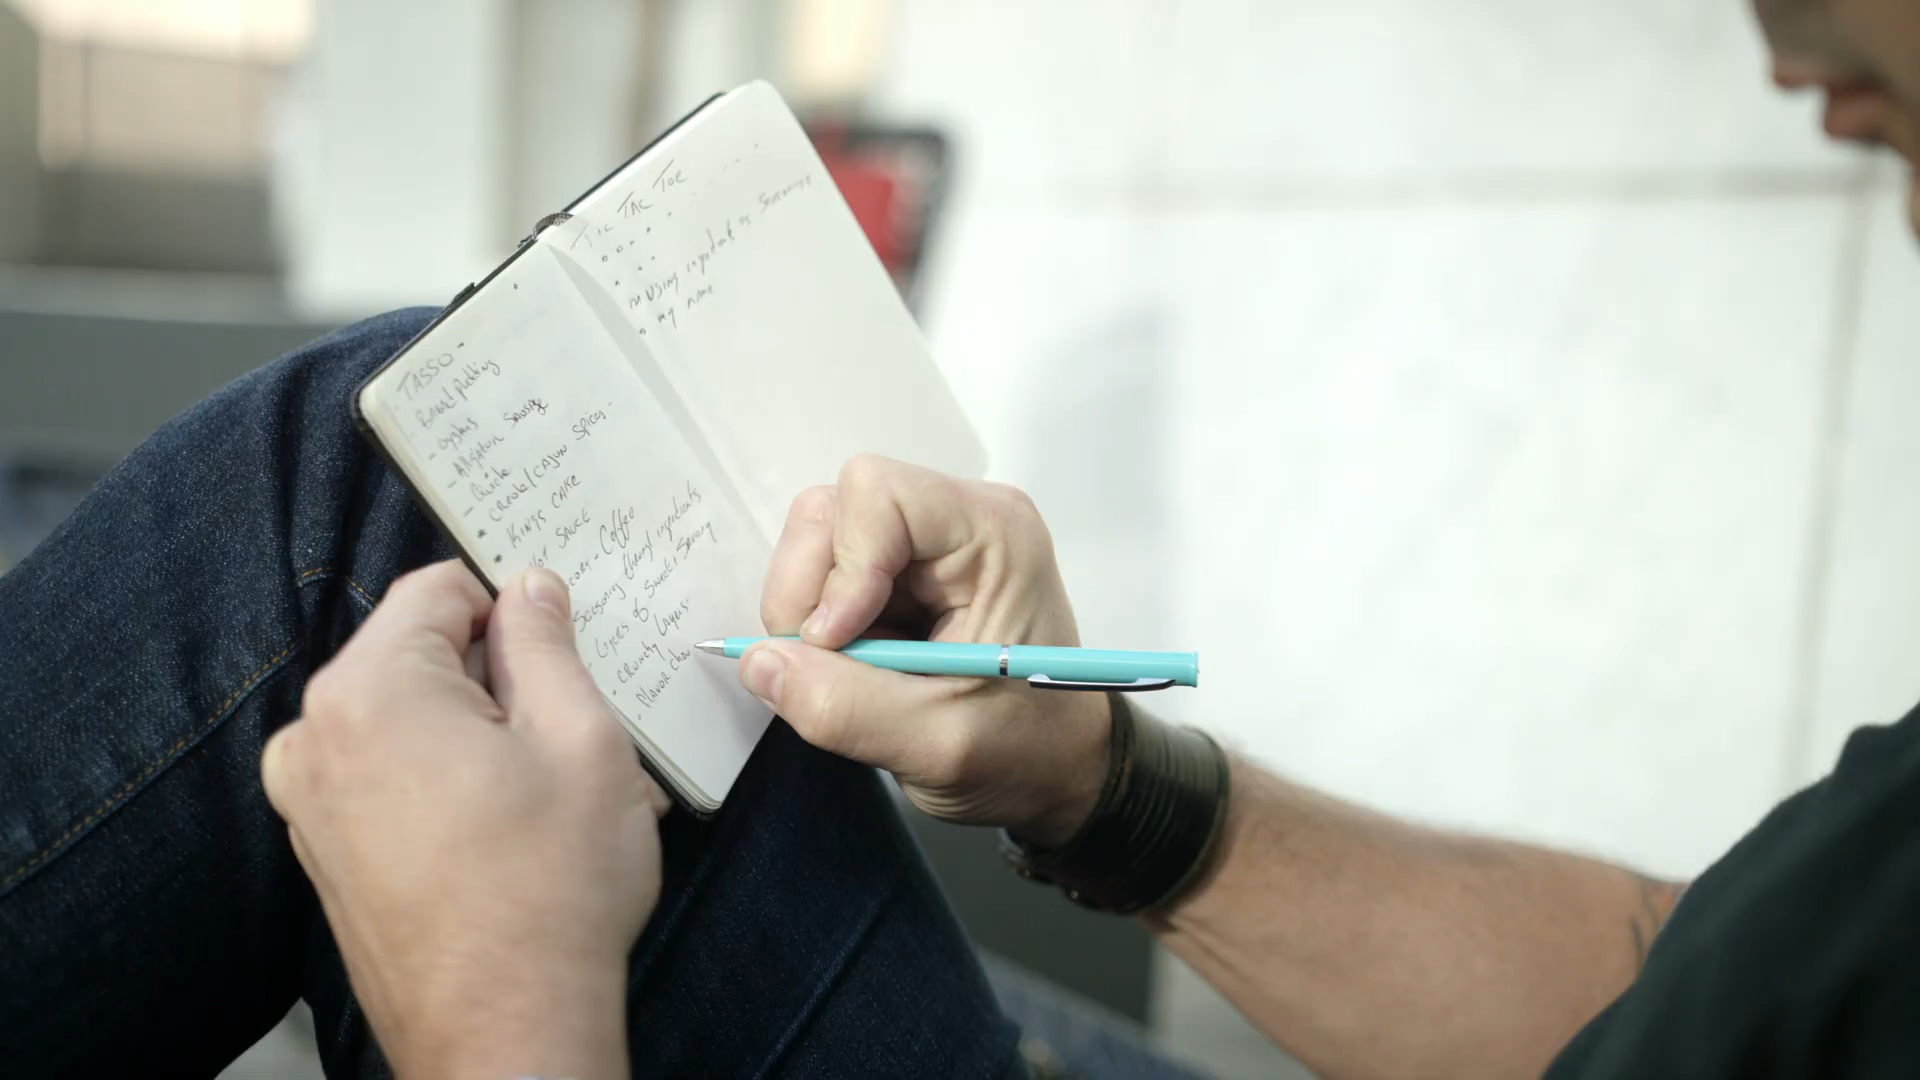 TASSO -
· Bread Pudding
- oysters
- Alligator Sausage
- Quiche
• CREOLE/CAJUN Spices -
• KINGS CAKE
HOT SAUCE
- Coffee
Seasoning through ingredients
- Layers of Sweet & Savory
• CRUNCHY Layers
• Flavor
TIC TAC TOE
Using ingredients as Seasonings
• my name